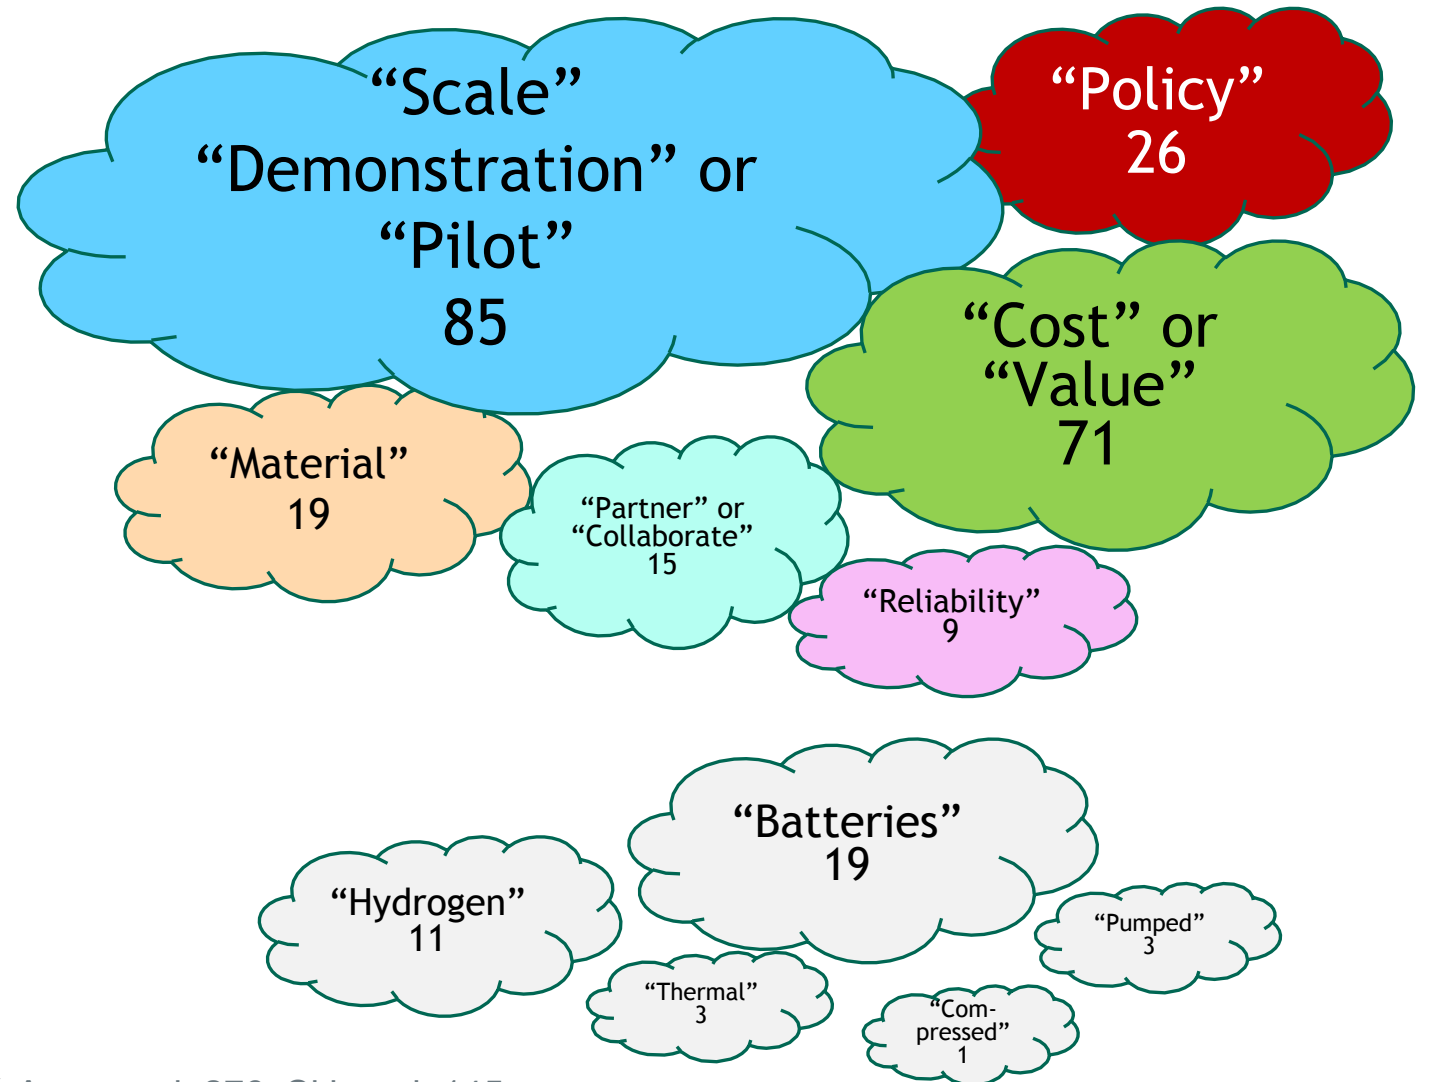 “Scale”
“Demonstration” or
“Pilot”
85
“Policy”
26
“Cost” or
“Value”
71
“Material”
19
“Partner” or
“Collaborate”
15
“Reliability”
9
“Batteries”
19
“Hydrogen”
11
“Pumped”
3
“Thermal”
3
“Com-
pressed”
1